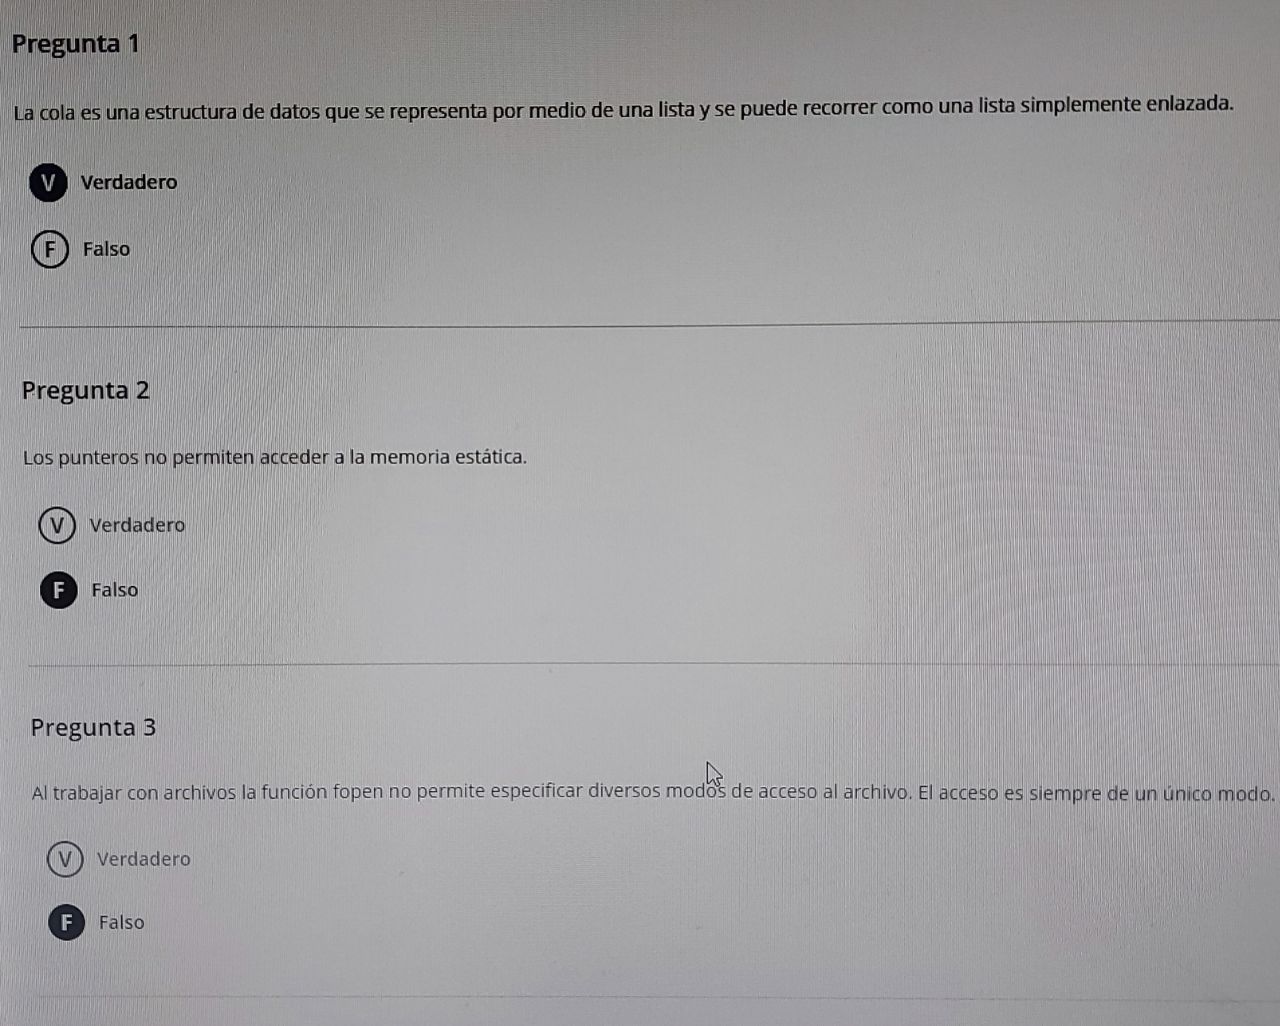 Pregunta 1
La cola es una estructura de datos que se representa por medio de una lista y se puede recorrer como una lista simplemente enlazada.
V Verdadero
F Falso
Pregunta 2
Los punteros no permiten acceder a la memoria estática.
V Verdadero
F Falso
Pregunta 3
Al trabajar con archivos la función fopen no permite especificar diversos modos de acceso al archivo. El acceso es siempre de un único modo.
V Verdadero
F Falso